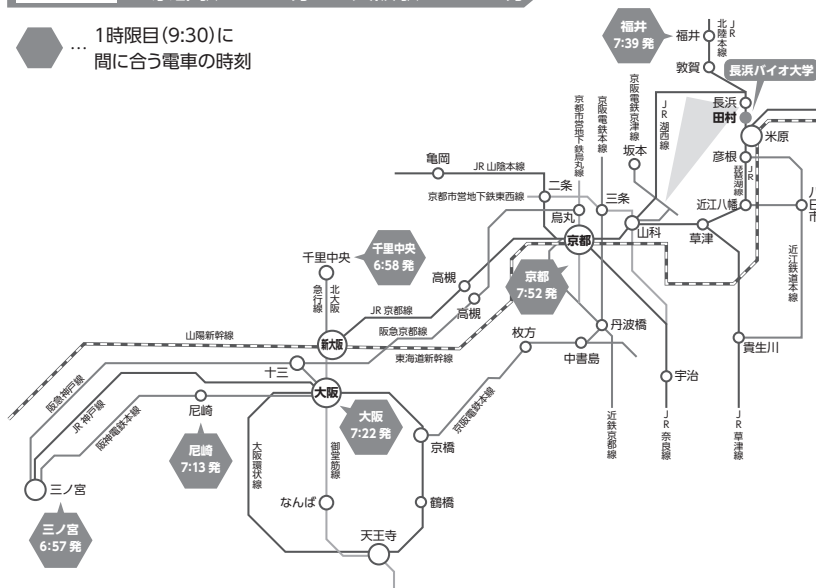 … 1時限目(9:30)に
間に合う電車の時刻
福井
7:39 発
福井
JR
北陸本線
敦賀
長浜バイオ大学
長浜
田村
米原
彦根
JR
琵琶湖線
近江八幡
近江鉄道本線
貴生川
草津
JR 草津線
JR 湖西線
京阪電鉄京津線
坂本
京阪電鉄本線
京都市営地下鉄烏丸線
亀岡
JR 山陰本線
二条
京都市営地下鉄東西線
三条
烏丸
山科
京都
京都
7:52 発
千里中央
千里中央
6:58 発
北大阪
急行線
高槻
高槻
JR 京都線
阪急京都線
山陽新幹線
新大阪
東海道新幹線
枚方
丹波橋
中書島
宇治
近鉄京都線
JR 奈良線
十三
大阪
大阪
7:22 発
京阪電鉄本線
京橋
鶴橋
阪急神戸線
JR 神戸線
阪神電鉄本線
尼崎
尼崎
7:13 発
大阪環状線
御堂筋線
なんば
天王寺
三ノ宮
三ノ宮
6:57 発